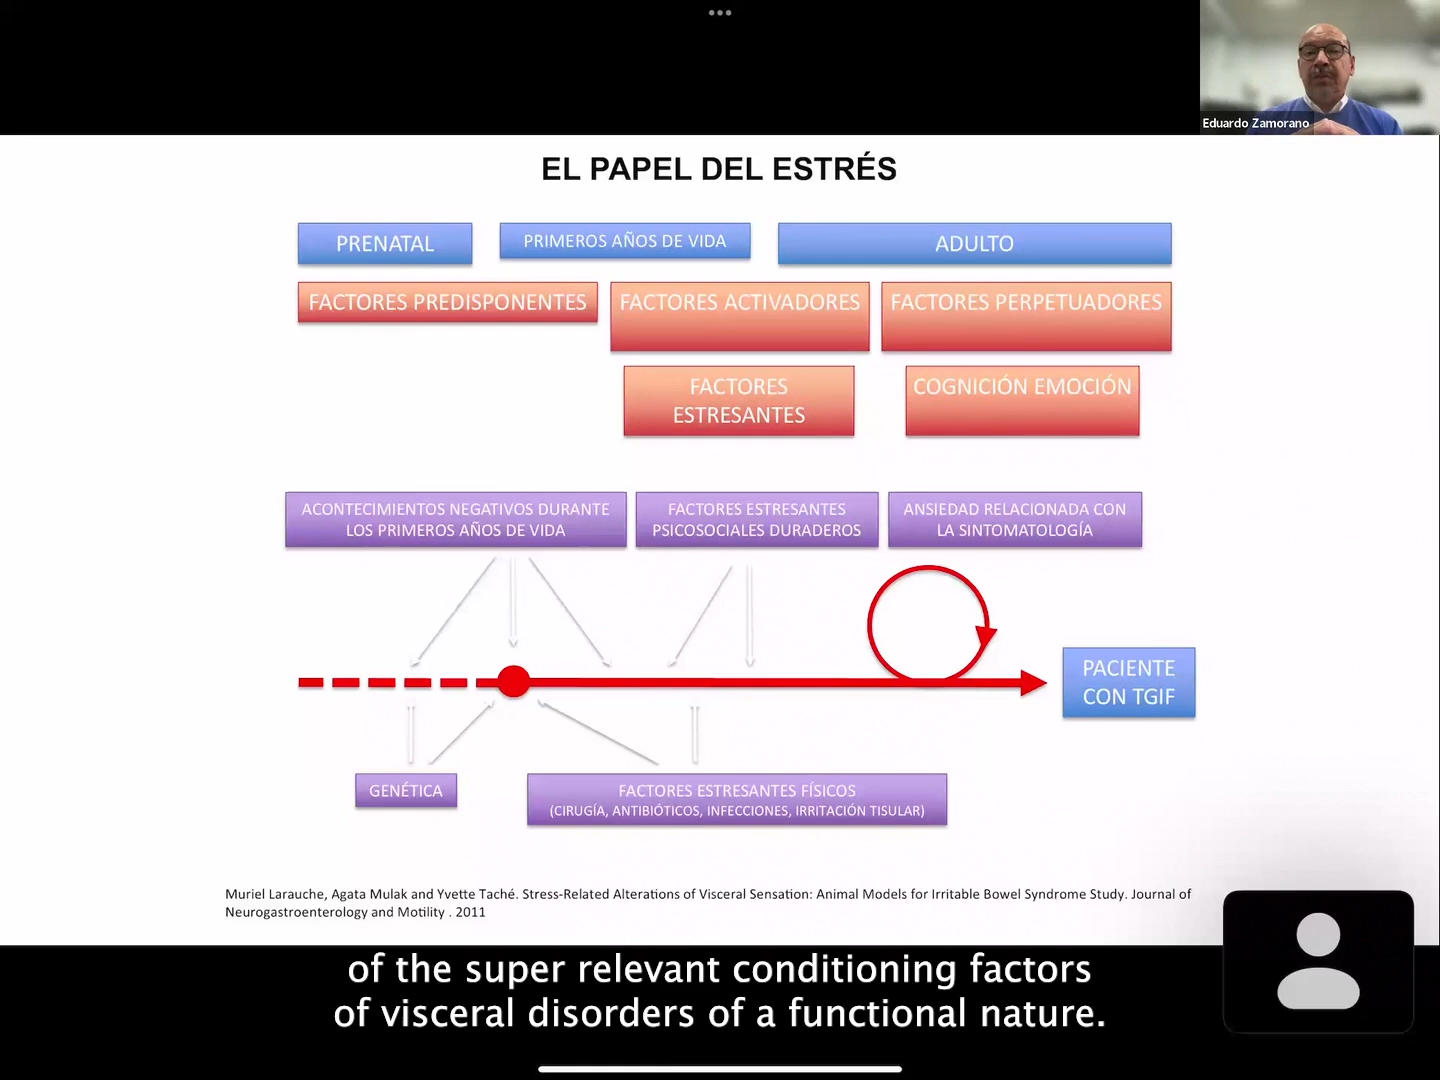 Eduardo Zamorano
EL PAPEL DEL ESTRÉS
PRENATAL
PRIMEROS AÑOS DE VIDA
ADULTO
FACTORES PREDISPONENTES
FACTORES ACTIVADORES
FACTORES PERPETUADORES
FACTORES
ESTRESANTES
COGNICIÓN EMOCIÓN
ACONTECIMIENTOS NEGATIVOS DURANTE
LOS PRIMEROS AÑOS DE VIDA
FACTORES ESTRESANTES
PSICOSOCIALES DURADEROS
ANSIEDAD RELACIONADA CON
LA SINTOMATOLOGÍA
PACIENTE
CON TGIF
GENÉTICA
FACTORES ESTRESANTES FÍSICOS
(CIRUGÍA, ANTIBIÓTICOS, INFECCIONES, IRRITACIÓN TISULAR)
Muriel Larauche, Agata Mulak and Yvette Taché. Stress-Related Alterations of Visceral Sensation: Animal Models for Irritable Bowel Syndrome Study. Journal of
Neurogastroenterology and Motility . 2011
of the super relevant conditioning factors
of visceral disorders of a functional nature.